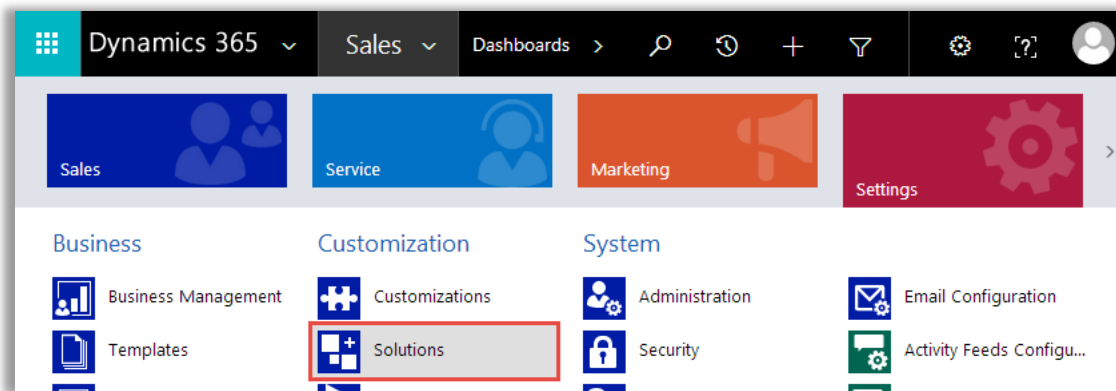 Dynamics 365 Sales Dashboards
Sales Service Marketing Settings
Business Customization System
Business Management Customizations Administration Email Configuration
Templates Solutions Security Activity Feeds Configu...